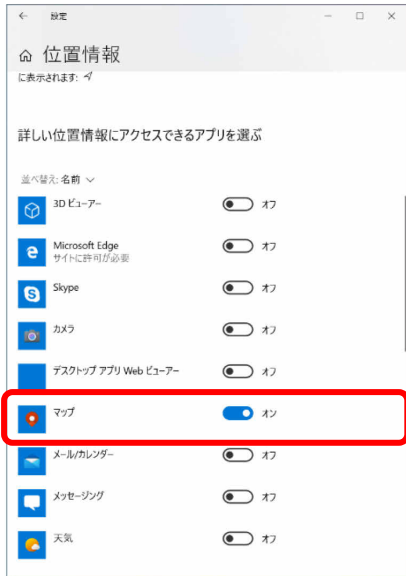 設定
位置情報
に表示されます:
詳しい位置情報にアクセスできるアプリを選ぶ
並べ替え: 名前
3D ビューアー オフ
Microsoft Edge オフ
サイトに許可が必要
Skype オフ
カメラ オフ
デスクトップ アプリ Web ビューアー オフ
マップ オン
メール/カレンダー オフ
メッセージング オフ
天気 オフ